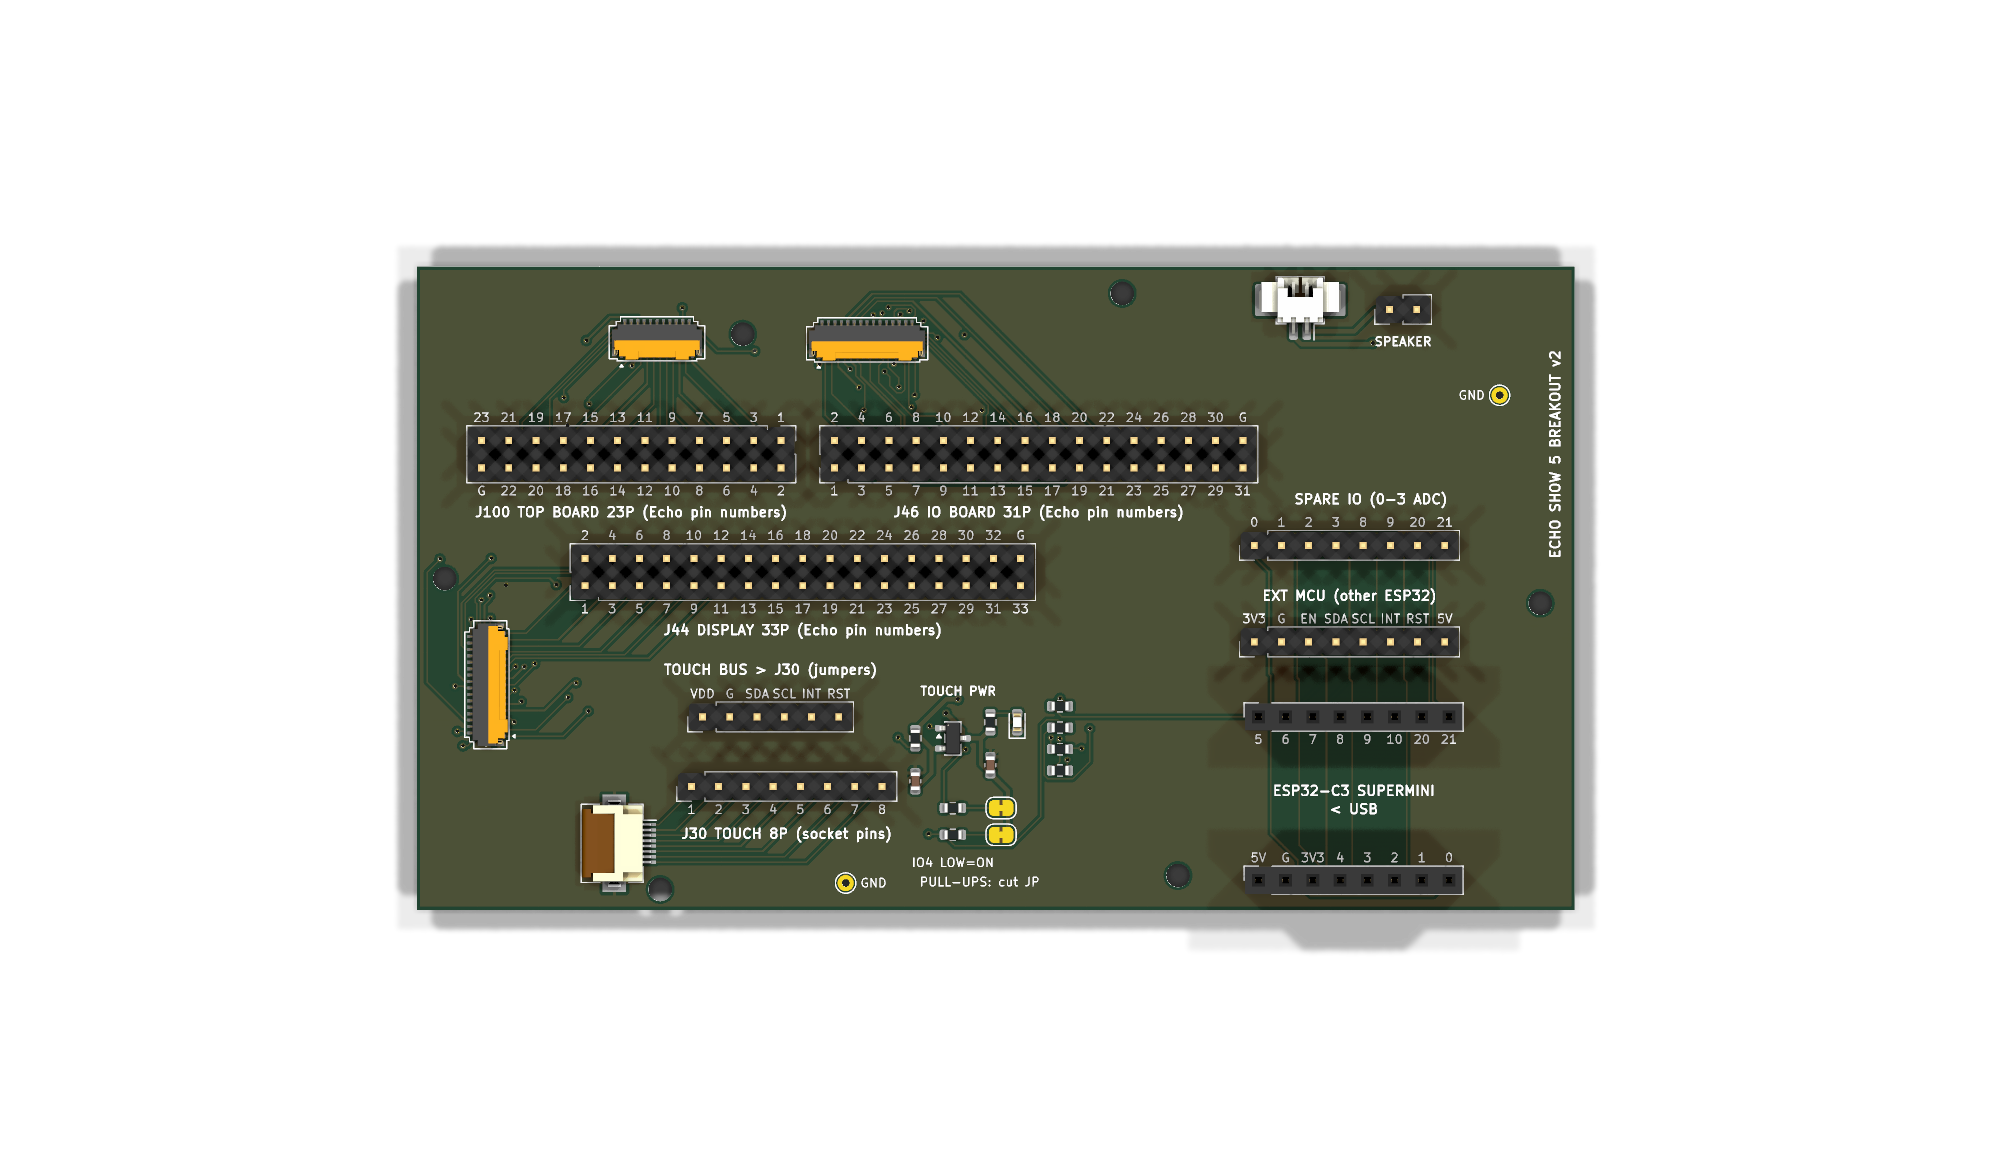 SPEAKER
GND
ECHO SHOW 5 BREAKOUT v2
23 21 19 17 15 13 11 9 7 5 3 1
G 22 20 18 16 14 12 10 8 6 4 2
J100 TOP BOARD 23P (Echo pin numbers)
2 4 6 8 10 12 14 16 18 20 22 24 26 28 30 G
1 3 5 7 9 11 13 15 17 19 21 23 25 27 29 31
J46 IO BOARD 31P (Echo pin numbers)
2 4 6 8 10 12 14 16 18 20 22 24 26 28 30 32 G
1 3 5 7 9 11 13 15 17 19 21 23 25 27 29 31 33
J44 DISPLAY 33P (Echo pin numbers)
SPARE IO (0-3 ADC)
0 1 2 3 8 9 20 21
EXT MCU (other ESP32)
3V3 G EN SDA SCL INT RST 5V
TOUCH BUS > J30 (jumpers)
VDD G SDA SCL INT RST
TOUCH PWR
5 6 7 8 9 10 20 21
ESP32-C3 SUPERMINI
< USB
5V G 3V3 4 3 2 1 0
1 2 3 4 5 6 7 8
J30 TOUCH 8P (socket pins)
IO4 LOW=ON
PULL-UPS: cut JP
GND